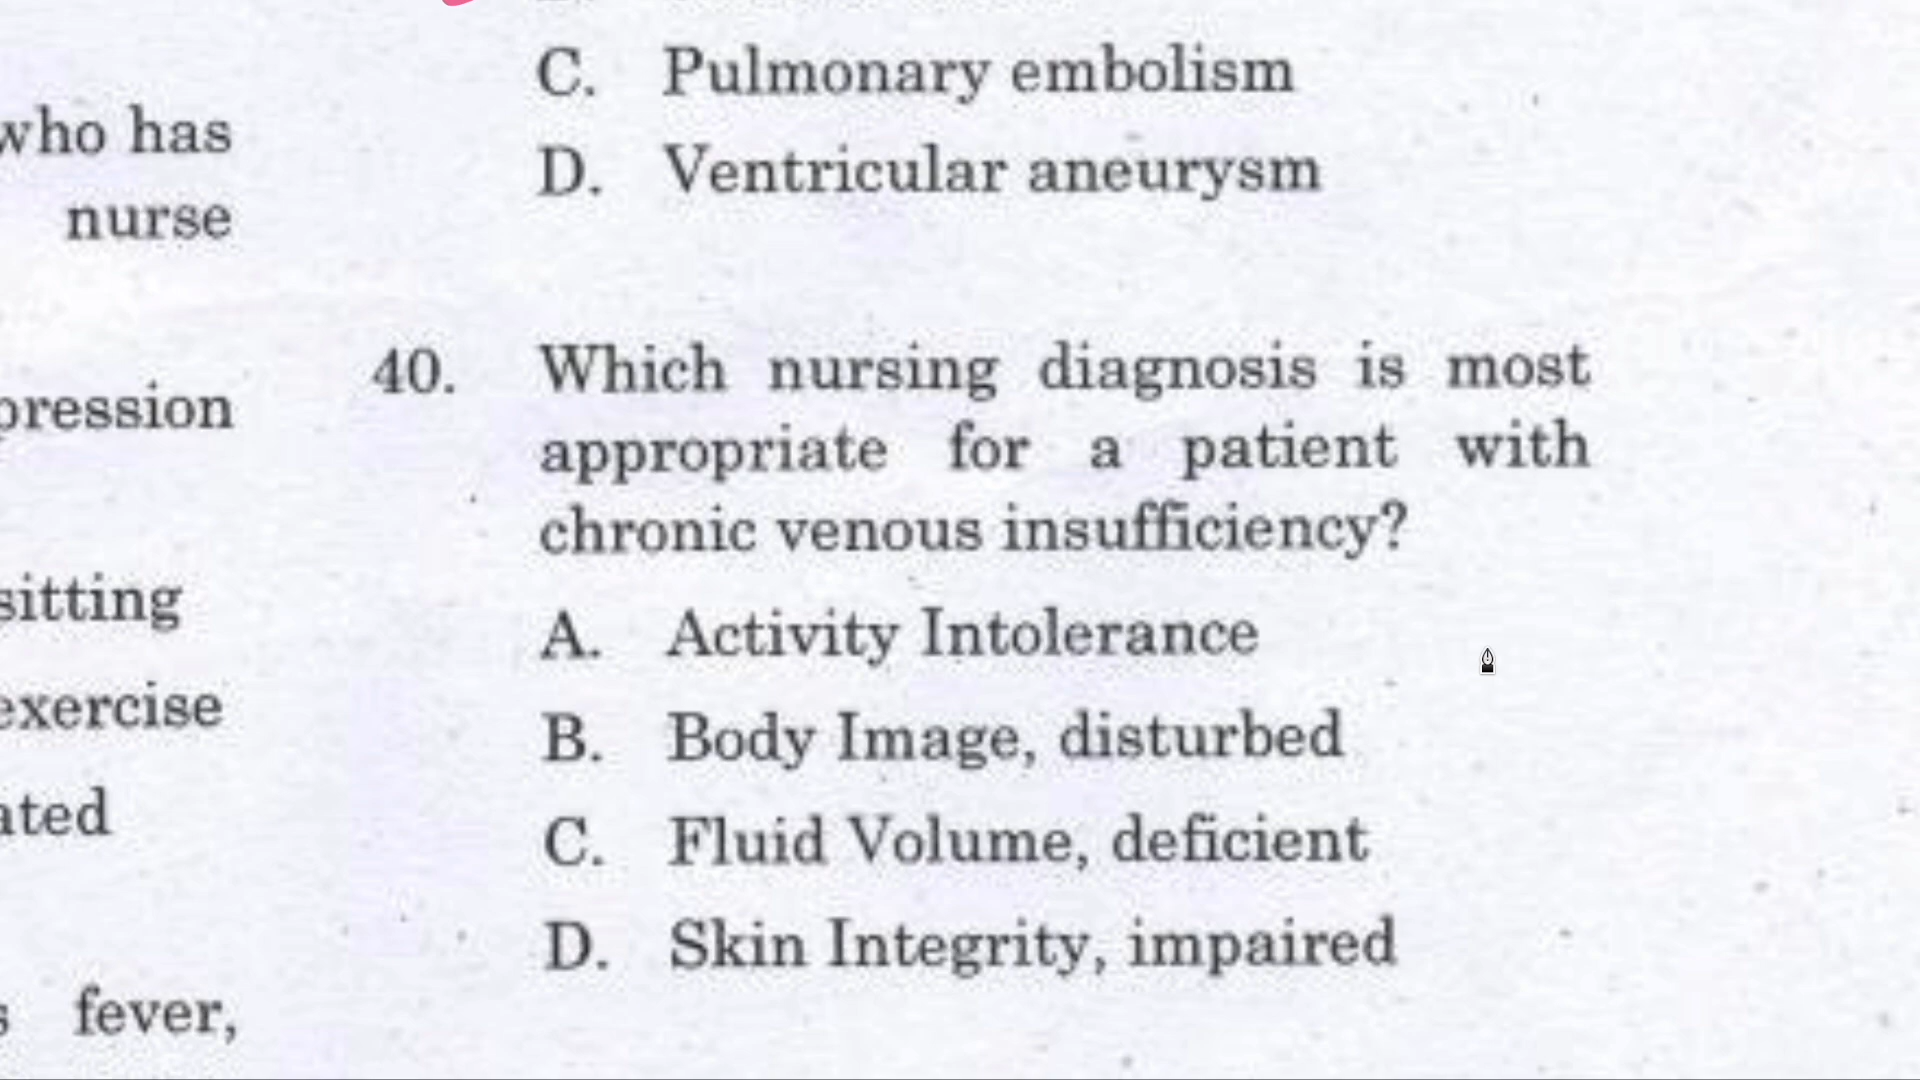 who has
nurse
pression
sitting
exercise
ated
s fever,
C. Pulmonary embolism
D. Ventricular aneurysm
40. Which nursing diagnosis is most
appropriate for a patient with
chronic venous insufficiency?
A. Activity Intolerance
B. Body Image, disturbed
C. Fluid Volume, deficient
D. Skin Integrity, impaired